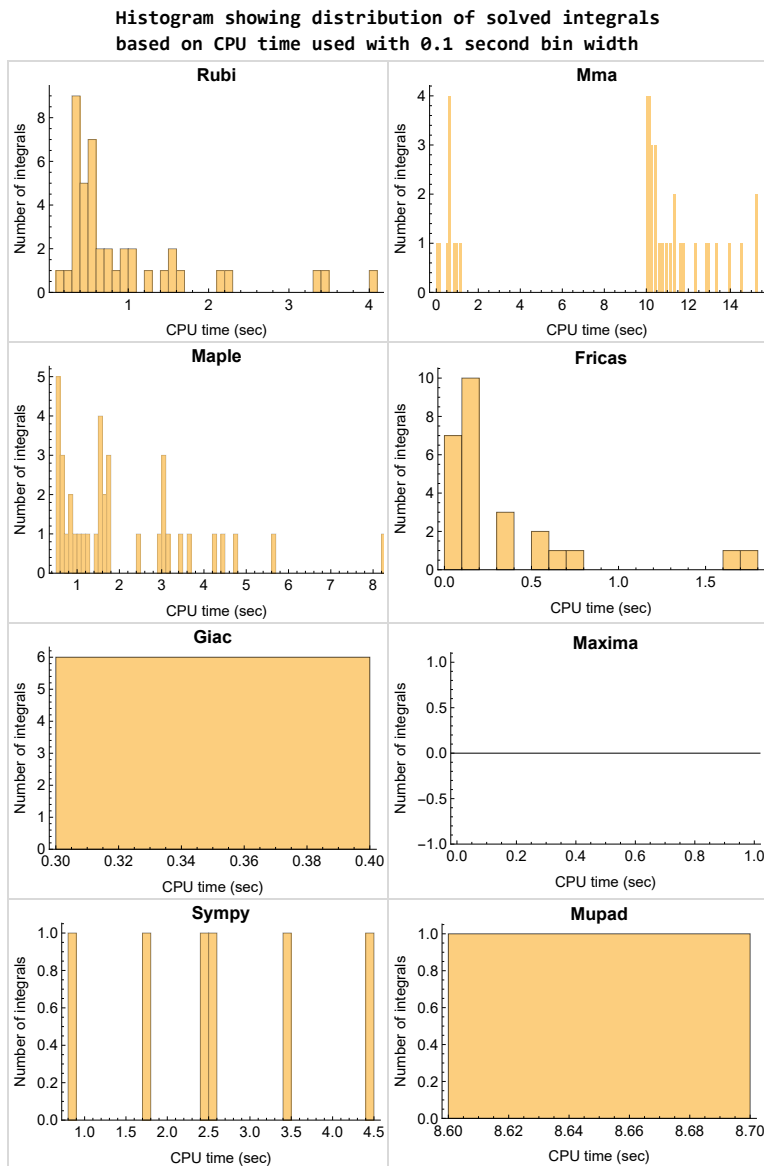 Histogram showing distribution of solved integrals
based on CPU time used with 0.1 second bin width
Rubi
Number of integrals
8
6
4
2
0
1 2 3 4
CPU time (sec)
Mma
Number of integrals
4
3
2
1
0
0 2 4 6 8 10 12 14
CPU time (sec)
Maple
Number of integrals
5
4
3
2
1
0
1 2 3 4 5 6 7 8
CPU time (sec)
Fricas
Number of integrals
10
8
6
4
2
0
0.0 0.5 1.0 1.5
CPU time (sec)
Giac
Number of integrals
6
5
4
3
2
1
0
0.30 0.32 0.34 0.36 0.38 0.40
CPU time (sec)
Maxima
Number of integrals
1.0
0.5
0.0
−0.5
−1.0
0.0 0.2 0.4 0.6 0.8 1.0
CPU time (sec)
Sympy
Number of integrals
1.0
0.8
0.6
0.4
0.2
0.0
1.0 1.5 2.0 2.5 3.0 3.5 4.0 4.5
CPU time (sec)
Mupad
Number of integrals
1.0
0.8
0.6
0.4
0.2
0.0
8.60 8.62 8.64 8.66 8.68 8.70
CPU time (sec)